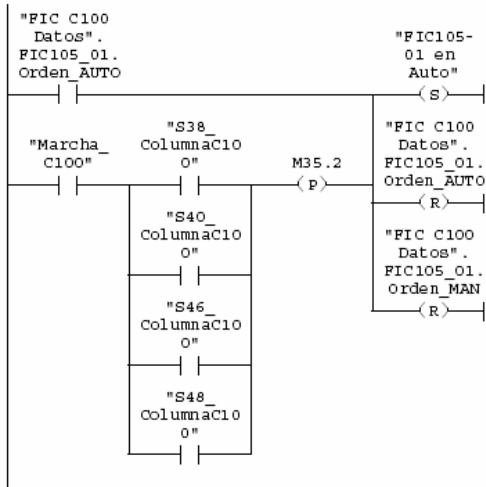 "FIC C100
Datos".
FIC105_01.
Orden_AUTO
"FIC105-
01 en
Auto"
S
"Marcha_
C100"
"S38_
ColumnaC10
0"
M35.2
P
"FIC C100
Datos".
FIC105_01.
Orden_AUTO
R
"S40_
ColumnaC10
0"
"FIC C100
Datos".
FIC105_01.
Orden_MAN
R
"S46_
ColumnaC10
0"
"S48_
ColumnaC10
0"